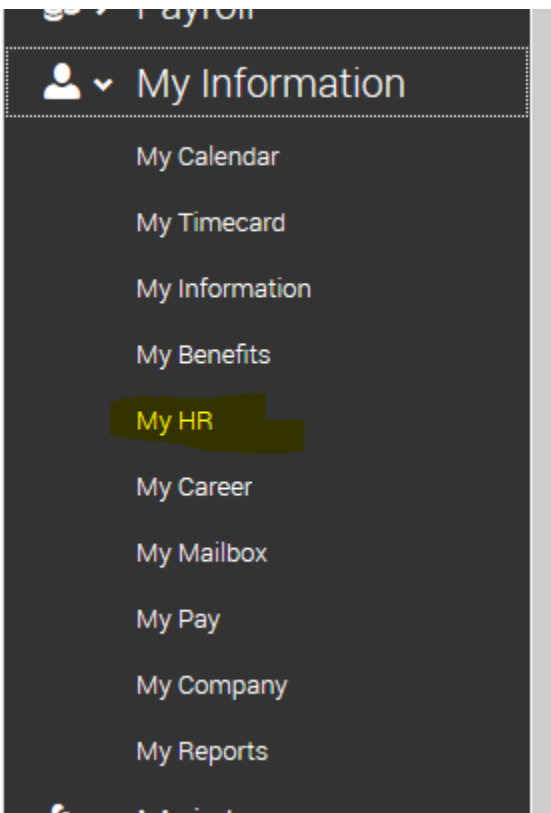 Payroll
My Information
My Calendar
My Timecard
My Information
My Benefits
My HR
My Career
My Mailbox
My Pay
My Company
My Reports